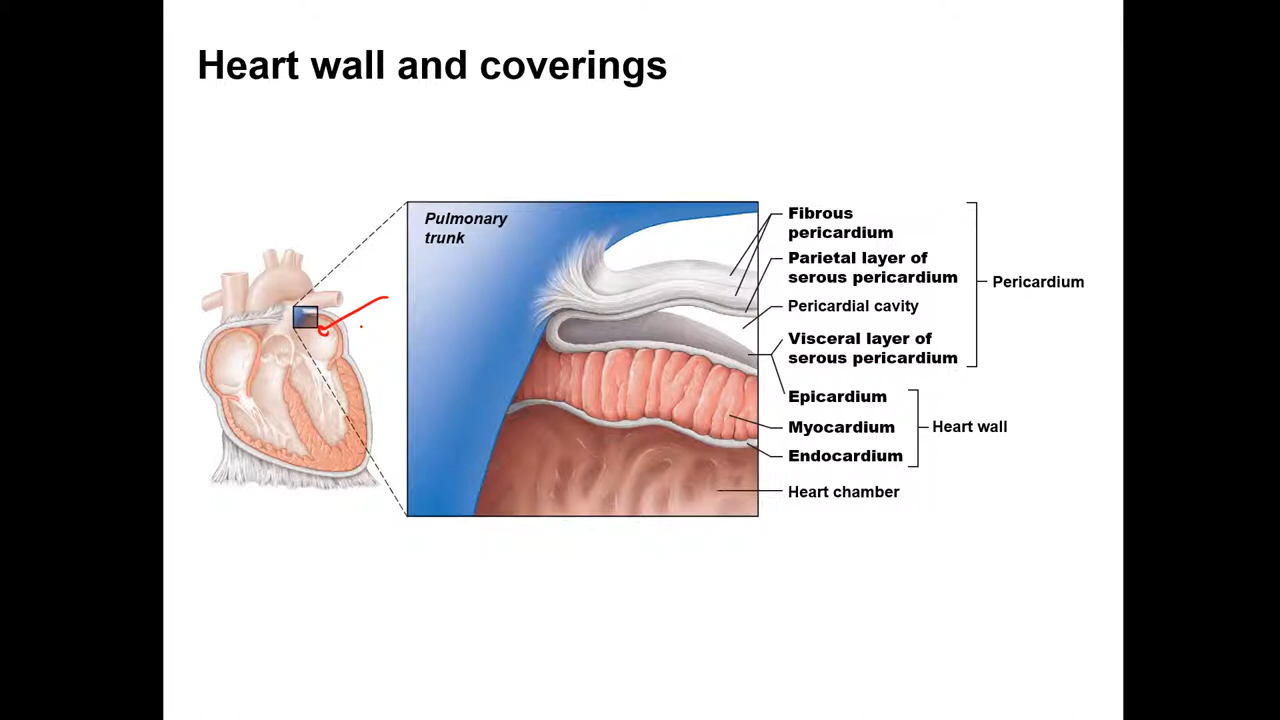 Heart wall and coverings
Pulmonary
trunk
Fibrous
pericardium
Parietal layer of
serous pericardium
Pericardial cavity
Visceral layer of
serous pericardium
Epicardium
Myocardium
Endocardium
Heart chamber
Pericardium
Heart wall